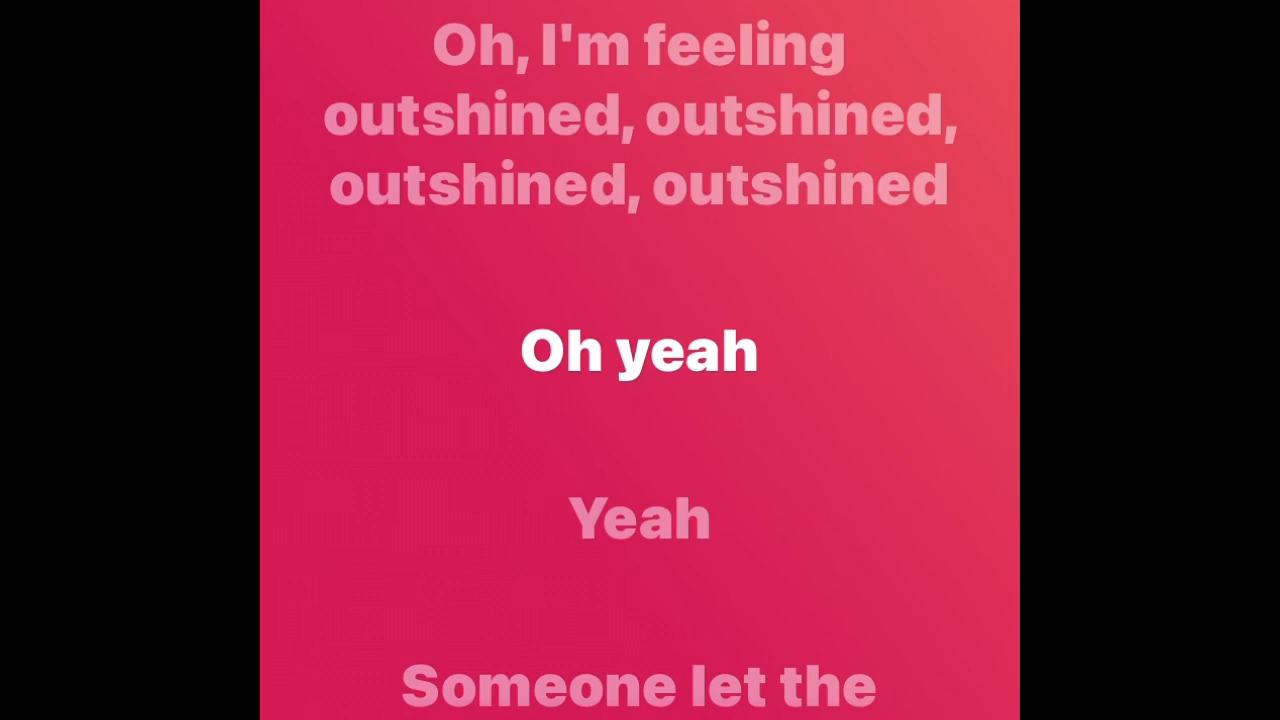 Oh, I'm feeling
outshined, outshined,
outshined, outshined
Oh yeah
Yeah
Someone let the